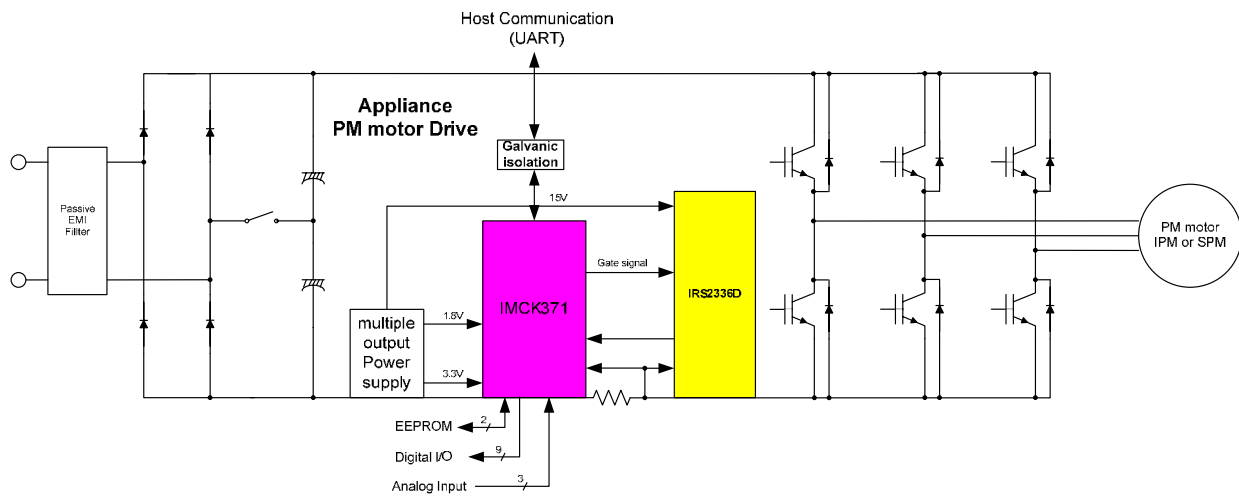 Host Communication
(UART)
Appliance
PM motor Drive
Galvanic
isolation
15V
Passive
EMI
Fillter
Gate signal
IMCK371
IRS2336D
PM motor
IPM or SPM
multiple
output
Power
supply
1.8V
3.3V
EEPROM
2
Digital I/O
9
Analog Input
3